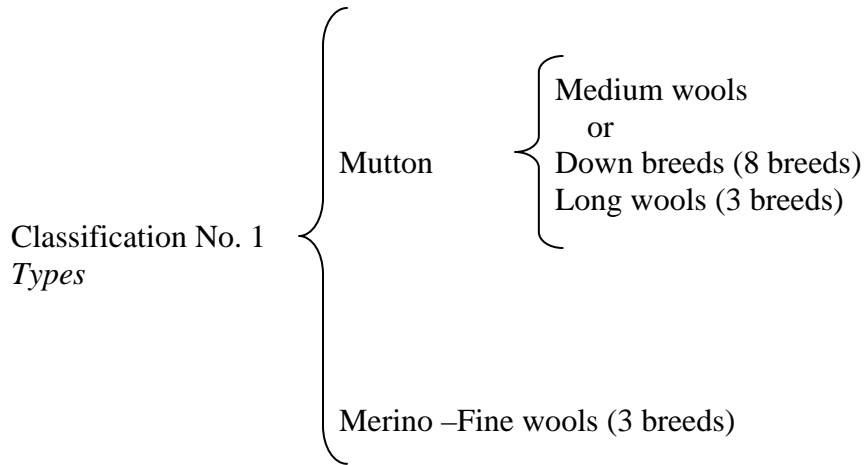 Medium wools
or
Mutton
Down breeds (8 breeds)
Long wools (3 breeds)
Classification No. 1
Types
Merino –Fine wools (3 breeds)